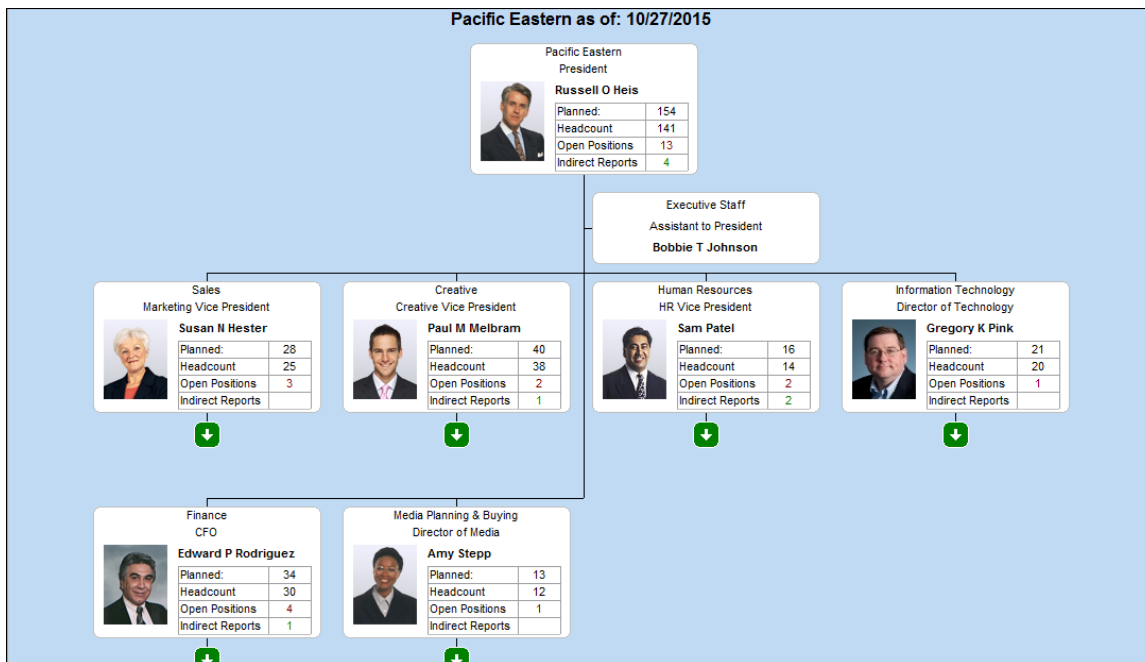 Pacific Eastern as of: 10/27/2015
Pacific Eastern
President
Russell O Heis
Planned: 154
Headcount 141
Open Positions 13
Indirect Reports 4
Executive Staff
Assistant to President
Bobbie T Johnson
Sales
Marketing Vice President
Susan N Hester
Planned: 28
Headcount 25
Open Positions 3
Indirect Reports
Creative
Creative Vice President
Paul M Melbram
Planned: 40
Headcount 38
Open Positions 2
Indirect Reports 1
Human Resources
HR Vice President
Sam Patel
Planned: 16
Headcount 14
Open Positions 2
Indirect Reports 2
Information Technology
Director of Technology
Gregory K Pink
Planned: 21
Headcount 20
Open Positions 1
Indirect Reports
Finance
CFO
Edward P Rodriguez
Planned: 34
Headcount 30
Open Positions 4
Indirect Reports 1
Media Planning & Buying
Director of Media
Amy Stepp
Planned: 13
Headcount 12
Open Positions 1
Indirect Reports